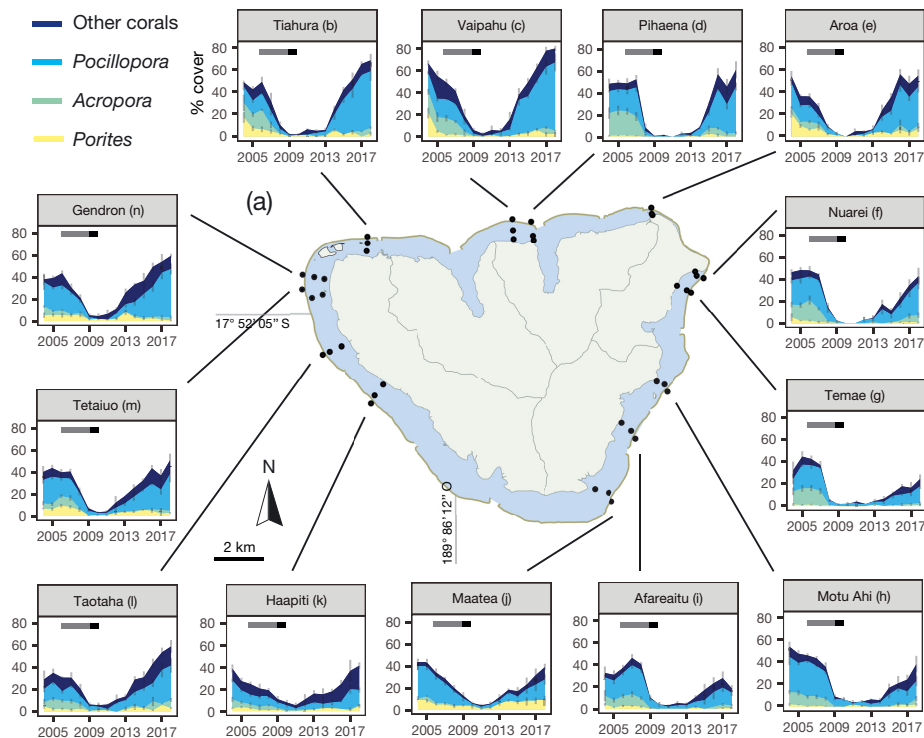 Other corals
Pocillopora
Acropora
Porites
% cover
Tiahura (b)
80
60
40
20
0
2005 2009 2013 2017
Vaipahu (c)
80
60
40
20
0
2005 2009 2013 2017
Pihaena (d)
80
60
40
20
0
2005 2009 2013 2017
Aroa (e)
80
60
40
20
0
2005 2009 2013 2017
Gendron (n)
80
60
40
20
0
2005 2009 2013 2017
(a)
17° 52’05’’ S
189° 86’12’’ O
N
2 km
Nuarei (f)
80
60
40
20
0
2005 2009 2013 2017
Tetaiuo (m)
80
60
40
20
0
2005 2009 2013 2017
Temae (g)
80
60
40
20
0
2005 2009 2013 2017
Taotaha (l)
80
60
40
20
0
2005 2009 2013 2017
Haapiti (k)
80
60
40
20
0
2005 2009 2013 2017
Maatea (j)
80
60
40
20
0
2005 2009 2013 2017
Afareaitu (i)
80
60
40
20
0
2005 2009 2013 2017
Motu Ahi (h)
80
60
40
20
0
2005 2009 2013 2017